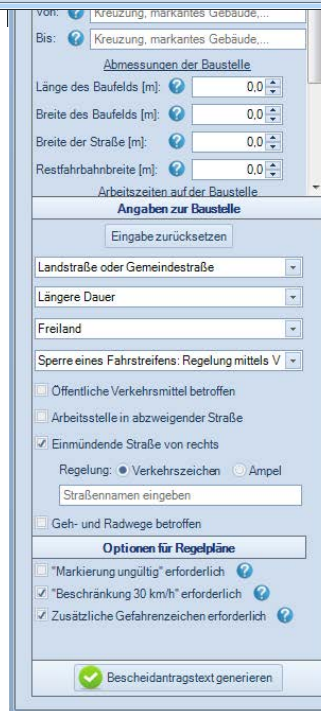 Von: ? Kreuzung, markantes Gebäude,...
Bis: ? Kreuzung, markantes Gebäude,...
Abmessungen der Baustelle
Länge des Baufelds [m]: ? 0,0
Breite des Baufelds [m]: ? 0,0
Breite der Straße [m]: ? 0,0
Restfahrbahnbreite [m]: ? 0,0
Arbeitszeiten auf der Baustelle
Angaben zur Baustelle
Eingabe zurücksetzen
Landstraße oder Gemeindestraße
Längere Dauer
Freiland
Sperre eines Fahrstreifens: Regelung mittels V
Öffentliche Verkehrsmittel betroffen
Arbeitsstelle in abzweigender Straße
Einmündende Straße von rechts
Regelung: Verkehrszeichen Ampel
Straßennamen eingeben
Geh- und Radwege betroffen
Optionen für Regelpläne
"Markierung ungültig" erforderlich ?
"Beschränkung 30 km/h" erforderlich ?
Zusätzliche Gefahrenzeichen erforderlich ?
Bescheidantragstext generieren